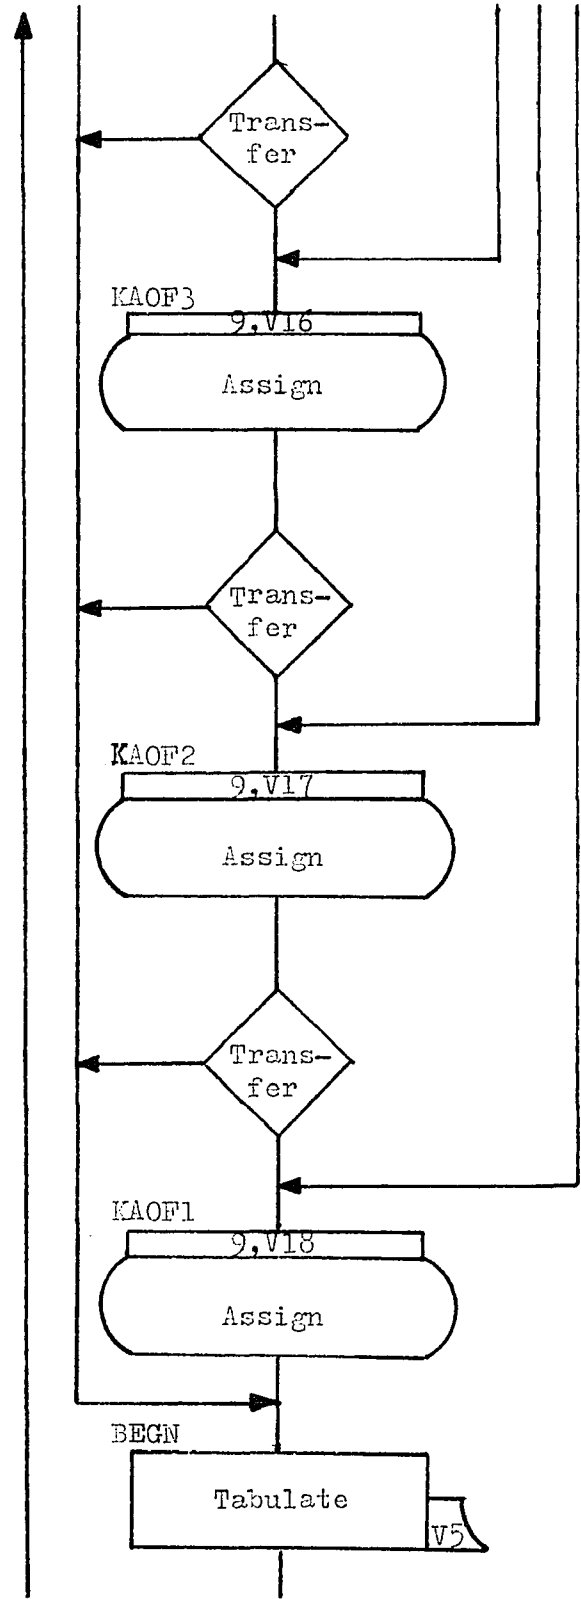 Trans-
fer
KAOF3
9,V16
Assign
Trans-
fer
KAOF2
9,V17
Assign
Trans-
fer
KAOF1
9,V18
Assign
BEGN
Tabulate
V5